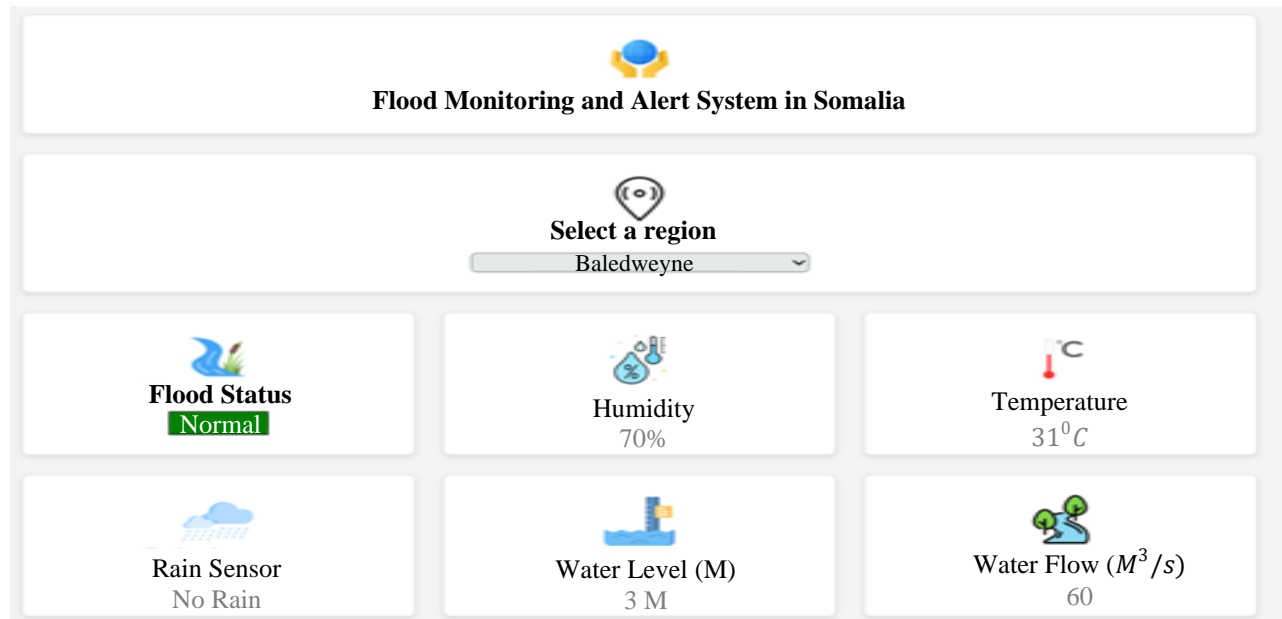 Flood Monitoring and Alert System in Somalia
Select a region
Baledweyne
Flood Status
Normal
%
Humidity
70%
°C
Temperature
31⁰C
Rain Sensor
No Rain
Water Level (M)
3 M
Water Flow (M³/s)
60